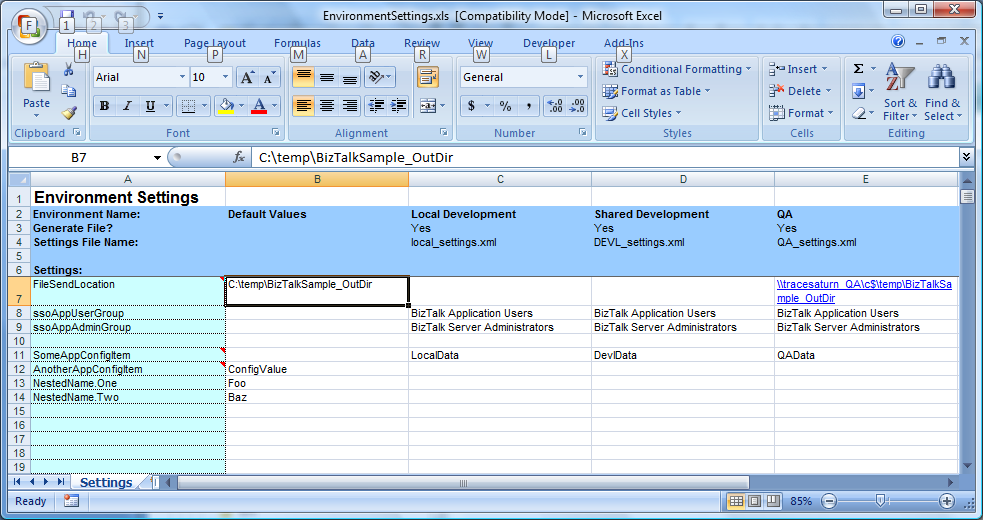 EnvironmentSettings.xls [Compatibility Mode] - Microsoft Excel
F 1 2 3
Home Insert Page Layout Formulas Data Review View Developer Add-Ins
H N P M A R W L X
Arial 10 General Conditional Formatting Insert Σ
Paste Format as Table Delete Sort & Filter Find & Select
B I U A $ % , Cell Styles Format
Clipboard Font Alignment Number Styles Cells Editing
B7 fx C:\temp\BizTalkSample_OutDir
A B C D E
1 Environment Settings
2 Environment Name: Default Values Local Development Shared Development QA
3 Generate File? Yes Yes Yes
4 Settings File Name: local_settings.xml DEVL_settings.xml QA_settings.xml
5
6 Settings:
FileSendLocation C:\temp\BizTalkSample_OutDir \\tracesaturn_QA\c$\temp\BizTalkSa
7 mple_OutDir
8 ssoAppUserGroup BizTalk Application Users BizTalk Application Users BizTalk Application Users
9 ssoAppAdminGroup BizTalk Server Administrators BizTalk Server Administrators BizTalk Server Administrators
10
11 SomeAppConfigItem LocalData DevlData QAData
12 AnotherAppConfigItem ConfigValue
13 NestedName.One Foo
14 NestedName.Two Baz
15
16
17
18
19
Settings
Ready 85%